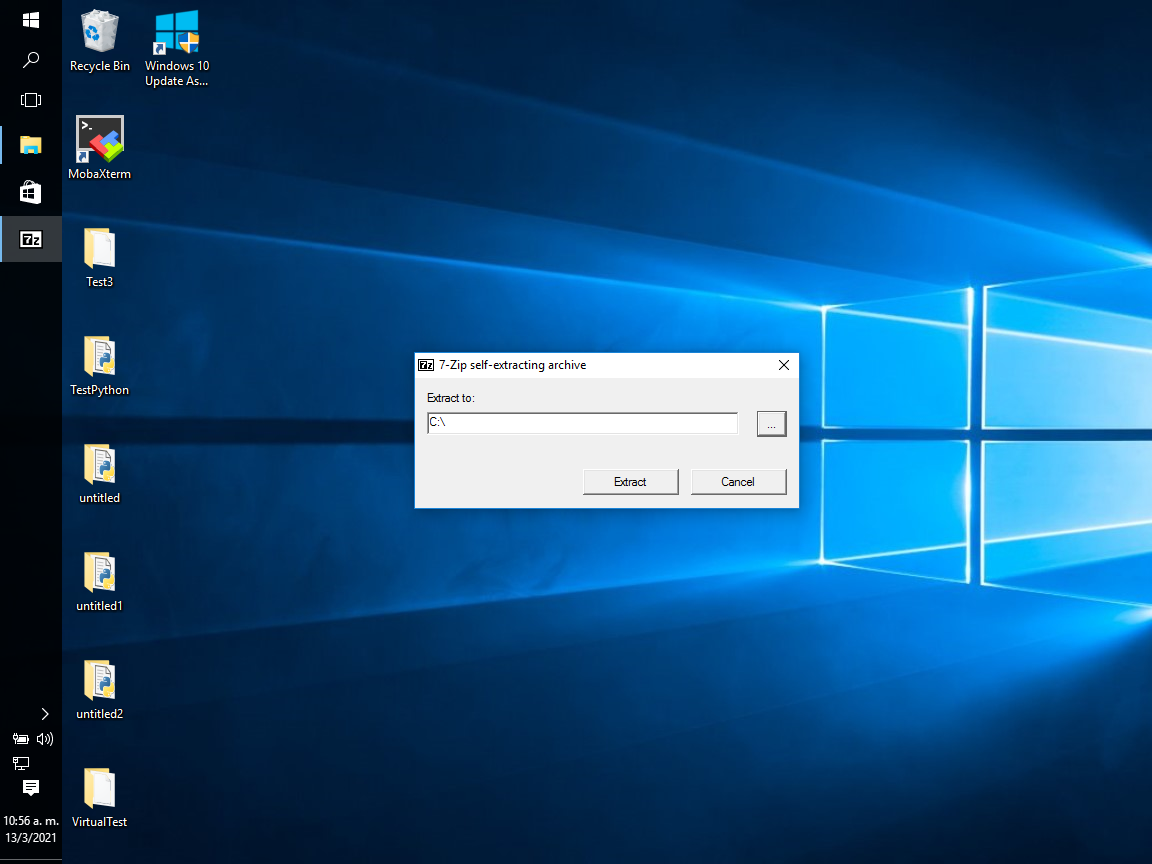 Recycle Bin
Windows 10
Update As...
MobaXterm
Test3
TestPython
untitled
untitled1
untitled2
VirtualTest
7z
7z 7-Zip self-extracting archive
Extract to:
C:\
...
Extract
Cancel
10:56 a. m.
13/3/2021